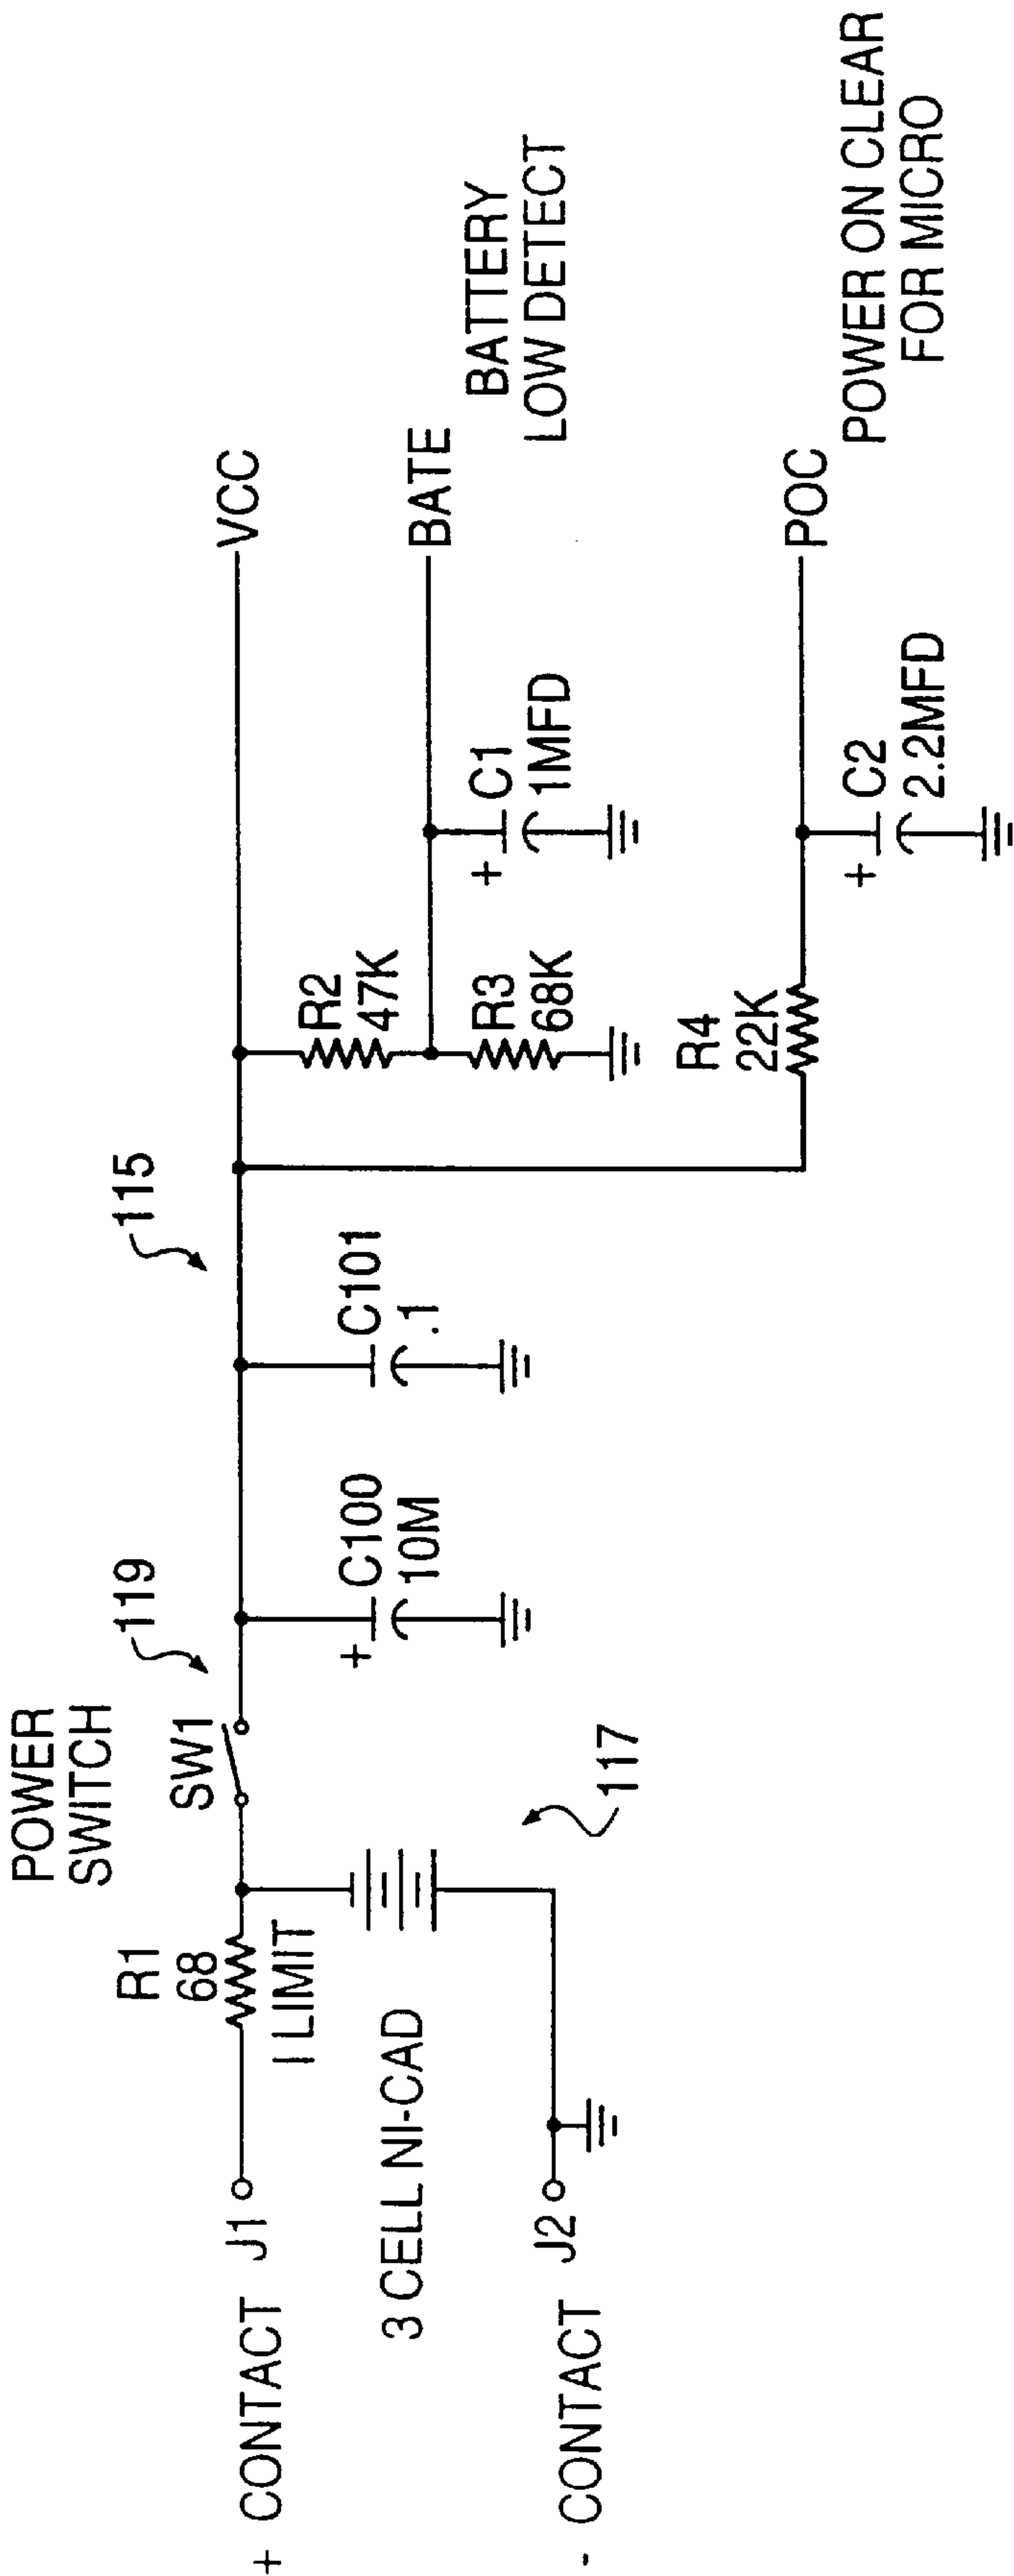 POWER
SWITCH
SW1
119
115
VCC
R1
68
I LIMIT
+ CONTACT J1
3 CELL NI-CAD
- CONTACT J2
117
+
C100
10M
C101
.1
R2
47K
R3
68K
BATE
BATTERY
LOW DETECT
+
C1
1MFD
R4
22K
POC
POWER ON CLEAR
FOR MICRO
+
C2
2.2MFD